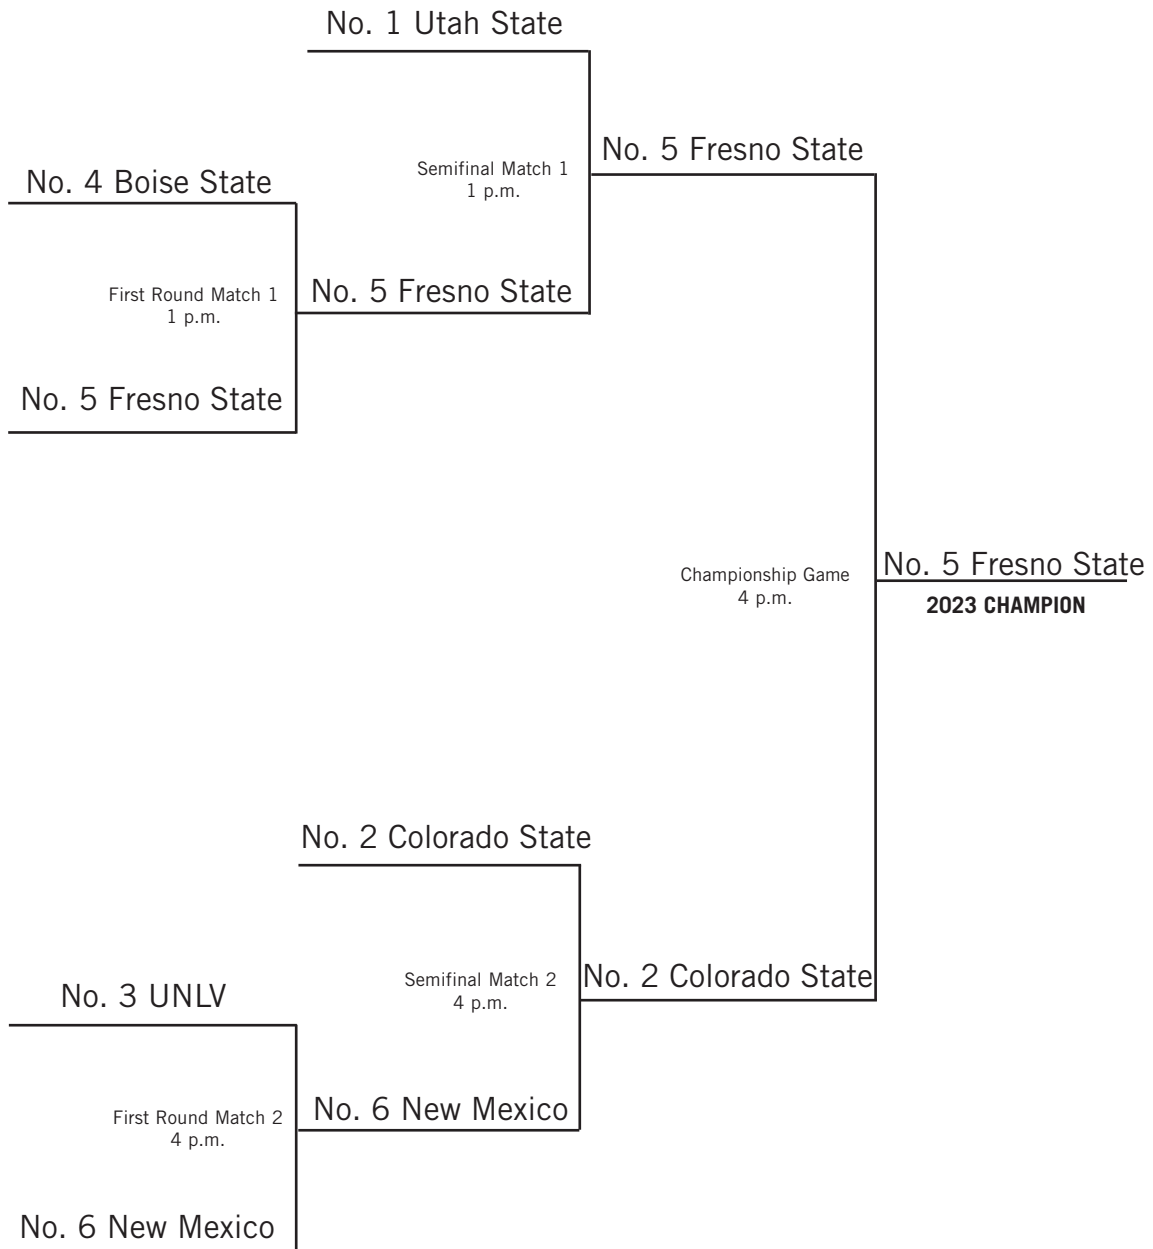 No. 1 Utah State
No. 5 Fresno State
Semifinal Match 1
1 p.m.
No. 4 Boise State
No. 5 Fresno State
First Round Match 1
1 p.m.
No. 5 Fresno State
No. 5 Fresno State
Championship Game
4 p.m.
2023 CHAMPION
No. 2 Colorado State
No. 2 Colorado State
Semifinal Match 2
4 p.m.
No. 3 UNLV
No. 6 New Mexico
First Round Match 2
4 p.m.
No. 6 New Mexico